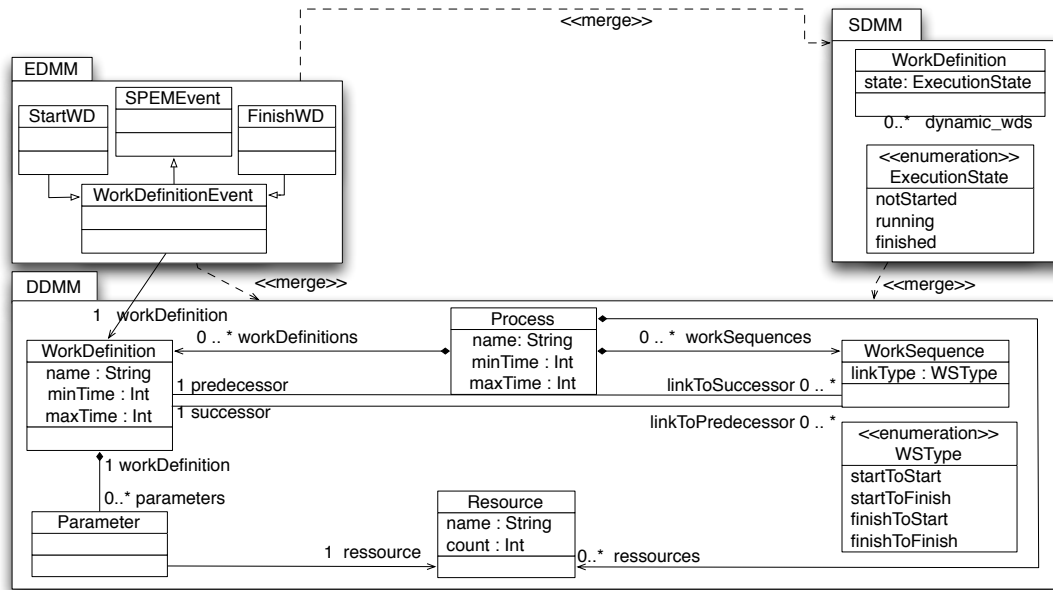 <<merge>>
SDMM
WorkDefinition
state: ExecutionState
0..* dynamic_wds
<<enumeration>>
ExecutionState
notStarted
running
finished
EDMM
SPEMEvent
StartWD
FinishWD
WorkDefinitionEvent
<<merge>>
<<merge>>
DDMM
1 workDefinition
0 .. * workDefinitions
Process
name: String
minTime : Int
maxTime : Int
0 .. * workSequences
WorkDefinition
name : String
minTime : Int
maxTime : Int
WorkSequence
linkType : WSType
1 predecessor
linkToSuccessor 0 .. *
1 successor
linkToPredecessor 0 .. *
<<enumeration>>
WSType
startToStart
startToFinish
finishToStart
finishToFinish
1 workDefinition
0..* parameters
Parameter
Resource
name : String
count : Int
1 ressource
0..* ressources